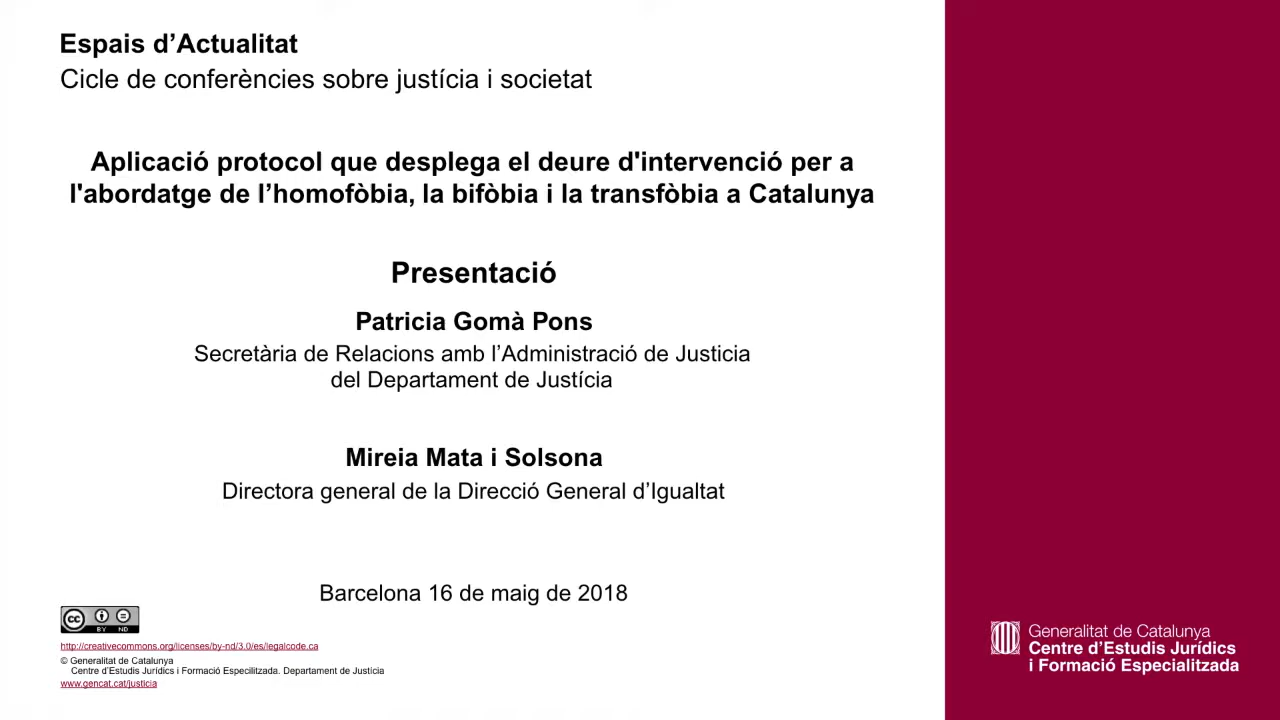 Espais d’Actualitat
Cicle de conferències sobre justícia i societat
Aplicació protocol que desplega el deure d'intervenció per a
l'abordatge de l’homofòbia, la bifòbia i la transfòbia a Catalunya
Presentació
Patricia Gomà Pons
Secretària de Relacions amb l’Administració de Justicia
del Departament de Justícia
Mireia Mata i Solsona
Directora general de la Direcció General d’Igualtat
Barcelona 16 de maig de 2018
cc BY ND
http://creativecommons.org/licenses/by-nd/3.0/es/legalcode.ca
© Generalitat de Catalunya
Centre d’Estudis Jurídics i Formació Especilitzada. Departament de Justícia
www.gencat.cat/justicia
Generalitat de Catalunya
Centre d’Estudis Jurídics
i Formació Especialitzada